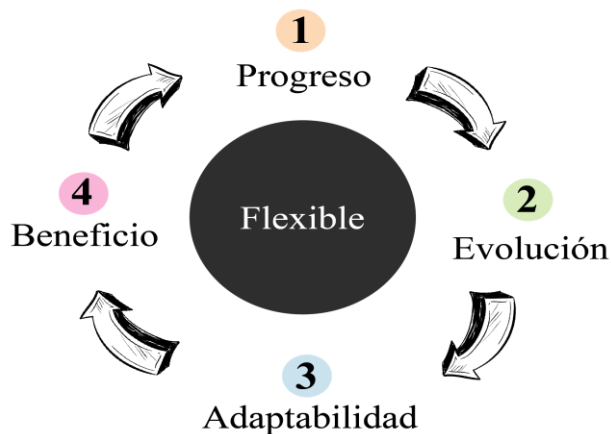 1
Progreso
4
Beneficio
Flexible
2
Evolución
3
Adaptabilidad